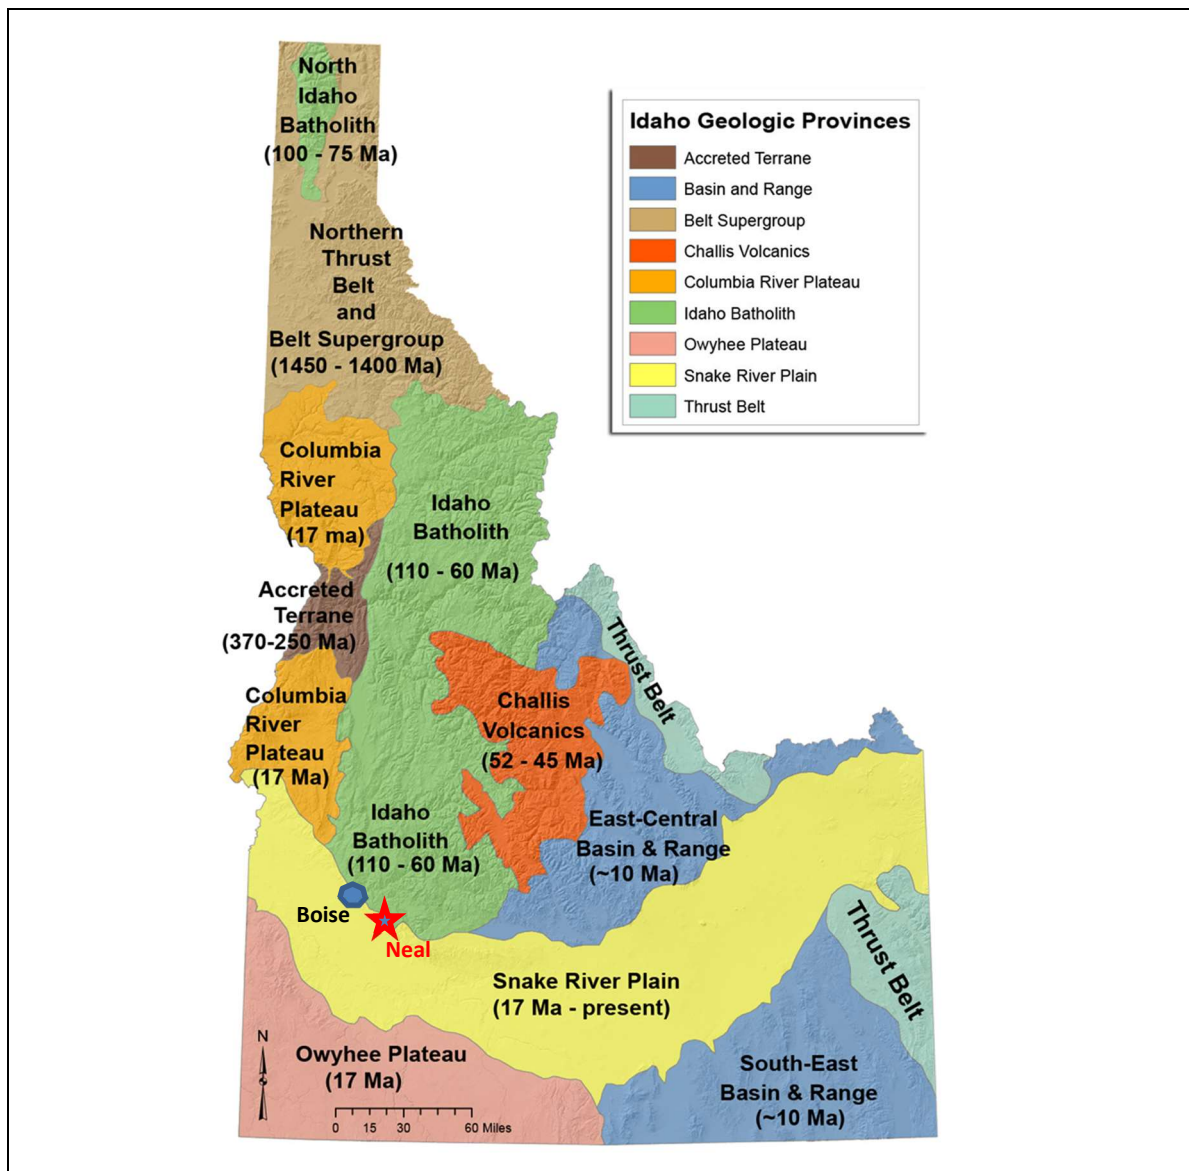 North
Idaho
Batholith
(100 - 75 Ma)
Northern
Thrust
Belt
and
Belt Supergroup
(1450 - 1400 Ma)
Columbia
River
Plateau
(17 ma)
Idaho
Batholith
(110 - 60 Ma)
Accreted
Terrane
(370-250 Ma)
Columbia
River
Plateau
(17 Ma)
Challis
Volcanics
(52 - 45 Ma)
Thrust Belt
Idaho
Batholith
(110 - 60 Ma)
East-Central
Basin & Range
(~10 Ma)
Boise
Neal
Snake River Plain
(17 Ma - present)
Thrust Belt
Owyhee Plateau
(17 Ma)
South-East
Basin & Range
(~10 Ma)
N
0 15 30 60 Miles
Idaho Geologic Provinces
Accreted Terrane
Basin and Range
Belt Supergroup
Challis Volcanics
Columbia River Plateau
Idaho Batholith
Owyhee Plateau
Snake River Plain
Thrust Belt